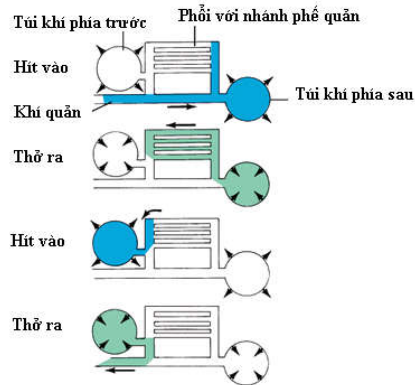 Túi khí phía trước
Phổi với nhánh phế quản
Hít vào
Khí quản
Túi khí phía sau
Thở ra
Hít vào
Thở ra